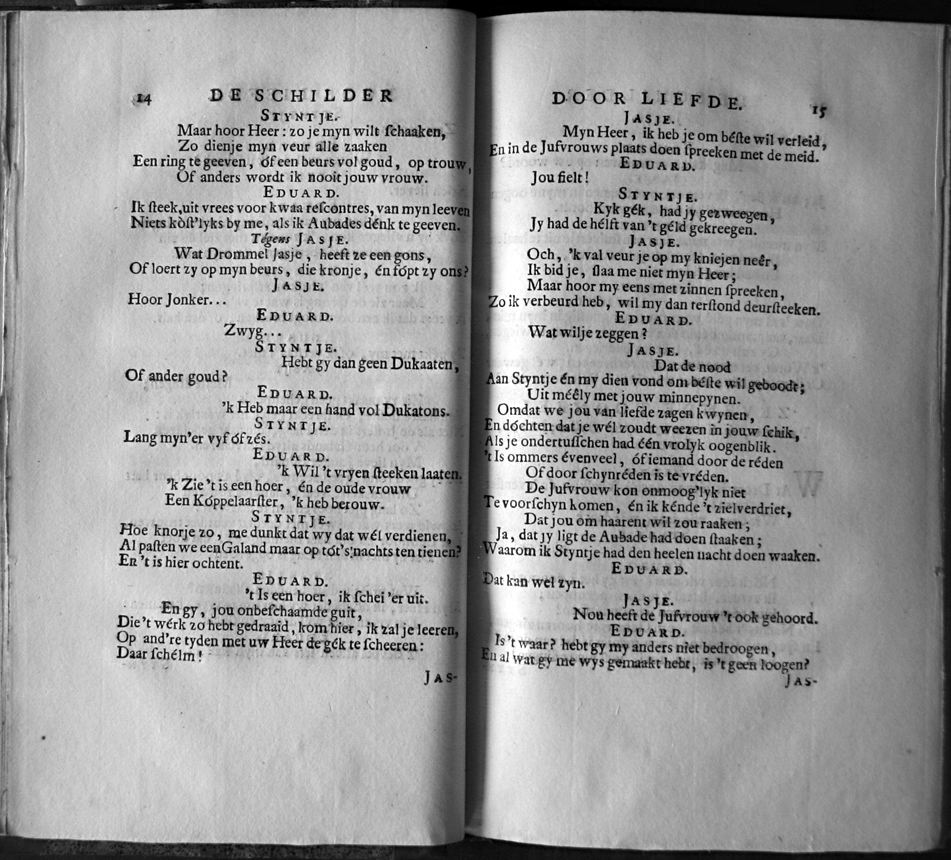 14 DE SCHILDER
STYNTJE.
Maar hoor Heer: zo je myn wilt ſchaaken,
Zo dienje myn veur alle zaaken
Een ring te geeven, óf een beurs vol goud, op trouw,
Of anders wordt ik nooit jouw vrouw.
EDUARD.
Ik ſteek, uit vrees voor kwaa reſcontres, van myn leeven
Niets kòſt'lyks by me, als ik Aubades dénk te geeven.
Tégens JASJE.
Wat Drommel Jasje, heeft ze een gons,
Of loert zy op myn beurs, die kronje, én fópt zy ons?
JASJE.
Hoor Jonker...
EDUARD.
Zwyg...
STYNTJE.
Hebt gy dan geen Dukaaten,
Of ander goud?
EDUARD.
'k Heb maar een hand vol Dukatons.
STYNTJE.
Lang myn'er vyf óf zés.
EDUARD.
'k Wil 't vryen ſteeken laaten.
'k Zie 't is een hoer, én de oude vrouw
Een Kóppelaarſter, 'k heb berouw.
STYNTJE.
Hoe knorje zo, me dunkt dat wy dat wél verdienen,
Al paſten we een Galand maar op tót 's nachts ten tienen?
En 't is hier ochtent.
EDUARD.
't Is een hoer, ik ſchei 'er uit.
En gy, jou onbeſchaamde guit,
Die 't wérk zo hebt gedraaid, kom hier, ik zal je leeren,
Op and're tyden met uw Heer de gék te ſcheeren:
Daar ſchélm!
JAS-
DOOR LIEFDE. 15
JASJE.
Myn Heer, ik heb je om béſte wil verleid,
En in de Jufvrouws plaats doen ſpreeken met de meid.
EDUARD.
Jou fielt!
STYNTJE.
Kyk gék, had jy gezweegen,
Jy had de hélft van 't géld gekreegen.
JASJE.
Och, 'k val veur je op my kniejen neêr,
Ik bid je, ſlaa me niet myn Heer;
Maar hoor my eens met zinnen ſpreeken,
Zo ik verbeurd heb, wil my dan terſtond deurſteeken.
EDUARD.
Wat wilje zeggen?
JASJE.
Dat de nood
Aan Styntje én my dien vond om béſte wil geboodt;
Uit méély met jouw minnepynen.
Omdat we jou van liefde zagen kwynen,
En dóchten dat je wél zoudt weezen in jouw ſchik,
Als je ondertuſſchen had één vrolyk oogenblik.
't Is ommers évenveel, óf iemand door de réden
Of door ſchynréden is te vréden.
De Jufvrouw kon onmoog'lyk niet
Te voorſchyn komen, én ik kénde 't zielverdriet,
Dat jou om haarent wil zou raaken;
Ja, dat jy ligt de Aubade had doen ſtaaken;
Waarom ik Styntje had den heelen nacht doen waaken.
EDUARD.
Dat kan wel zyn.
JASJE.
Nou heeft de Jufvrouw 't ook gehoord.
EDUARD.
Is 't waar? hebt gy my anders niet bedroogen,
En al wat gy me wys gemaakt hebt, is 't geen loogen?
JAS-